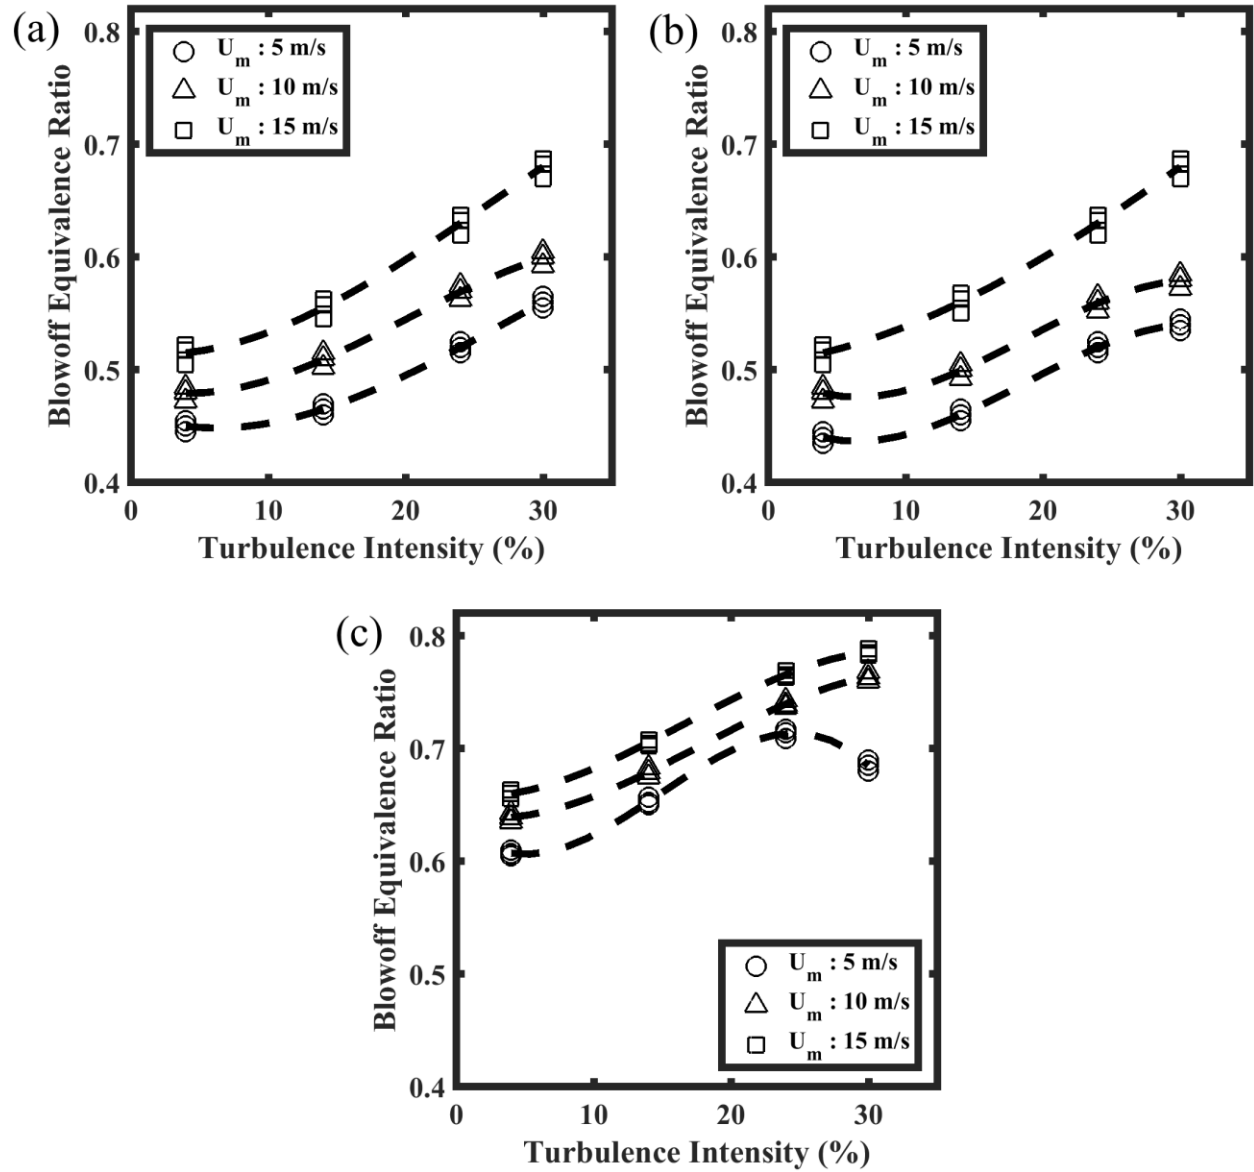 (a)
Blowoff Equivalence Ratio
0.8
0.7
0.6
0.5
0.4
U_m : 5 m/s
U_m : 10 m/s
U_m : 15 m/s
0 10 20 30
Turbulence Intensity (%)
(b)
Blowoff Equivalence Ratio
0.8
0.7
0.6
0.5
0.4
U_m : 5 m/s
U_m : 10 m/s
U_m : 15 m/s
0 10 20 30
Turbulence Intensity (%)
(c)
Blowoff Equivalence Ratio
0.8
0.7
0.6
0.5
0.4
U_m : 5 m/s
U_m : 10 m/s
U_m : 15 m/s
0 10 20 30
Turbulence Intensity (%)